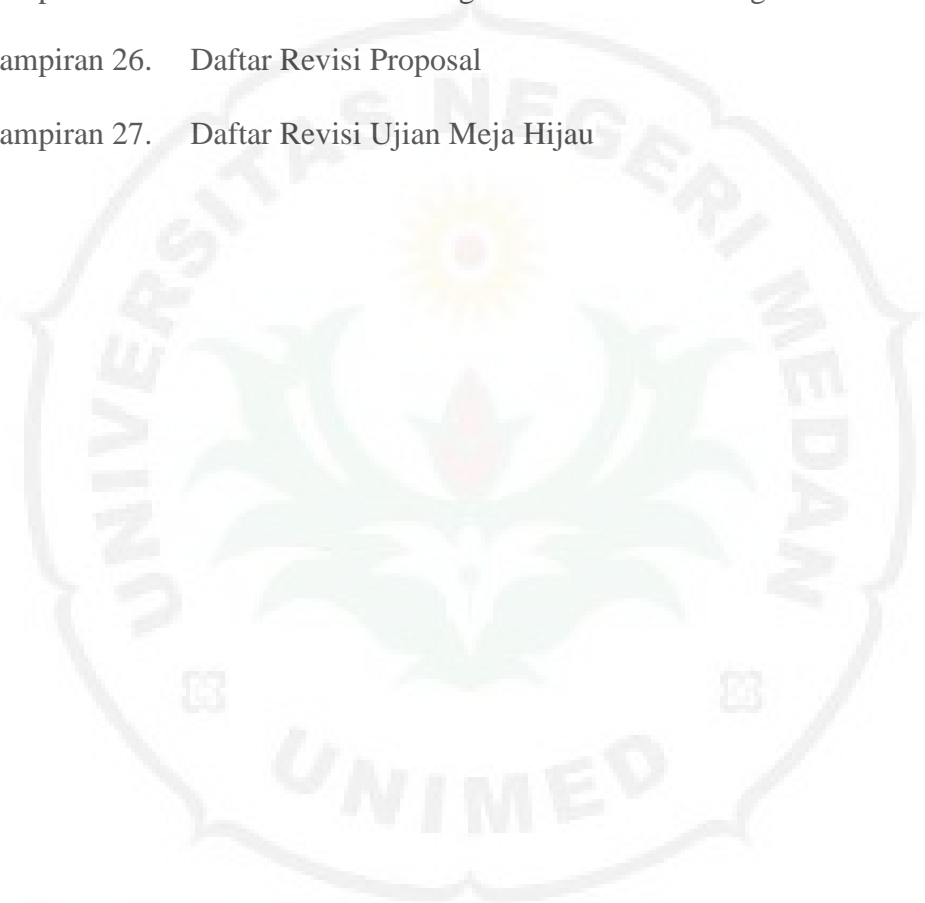 ampiran 26. Daftar Revisi Proposal
ampiran 27. Daftar Revisi Ujian Meja Hijau
UNIVERSITAS NEGERI MEDAN
UNIMED